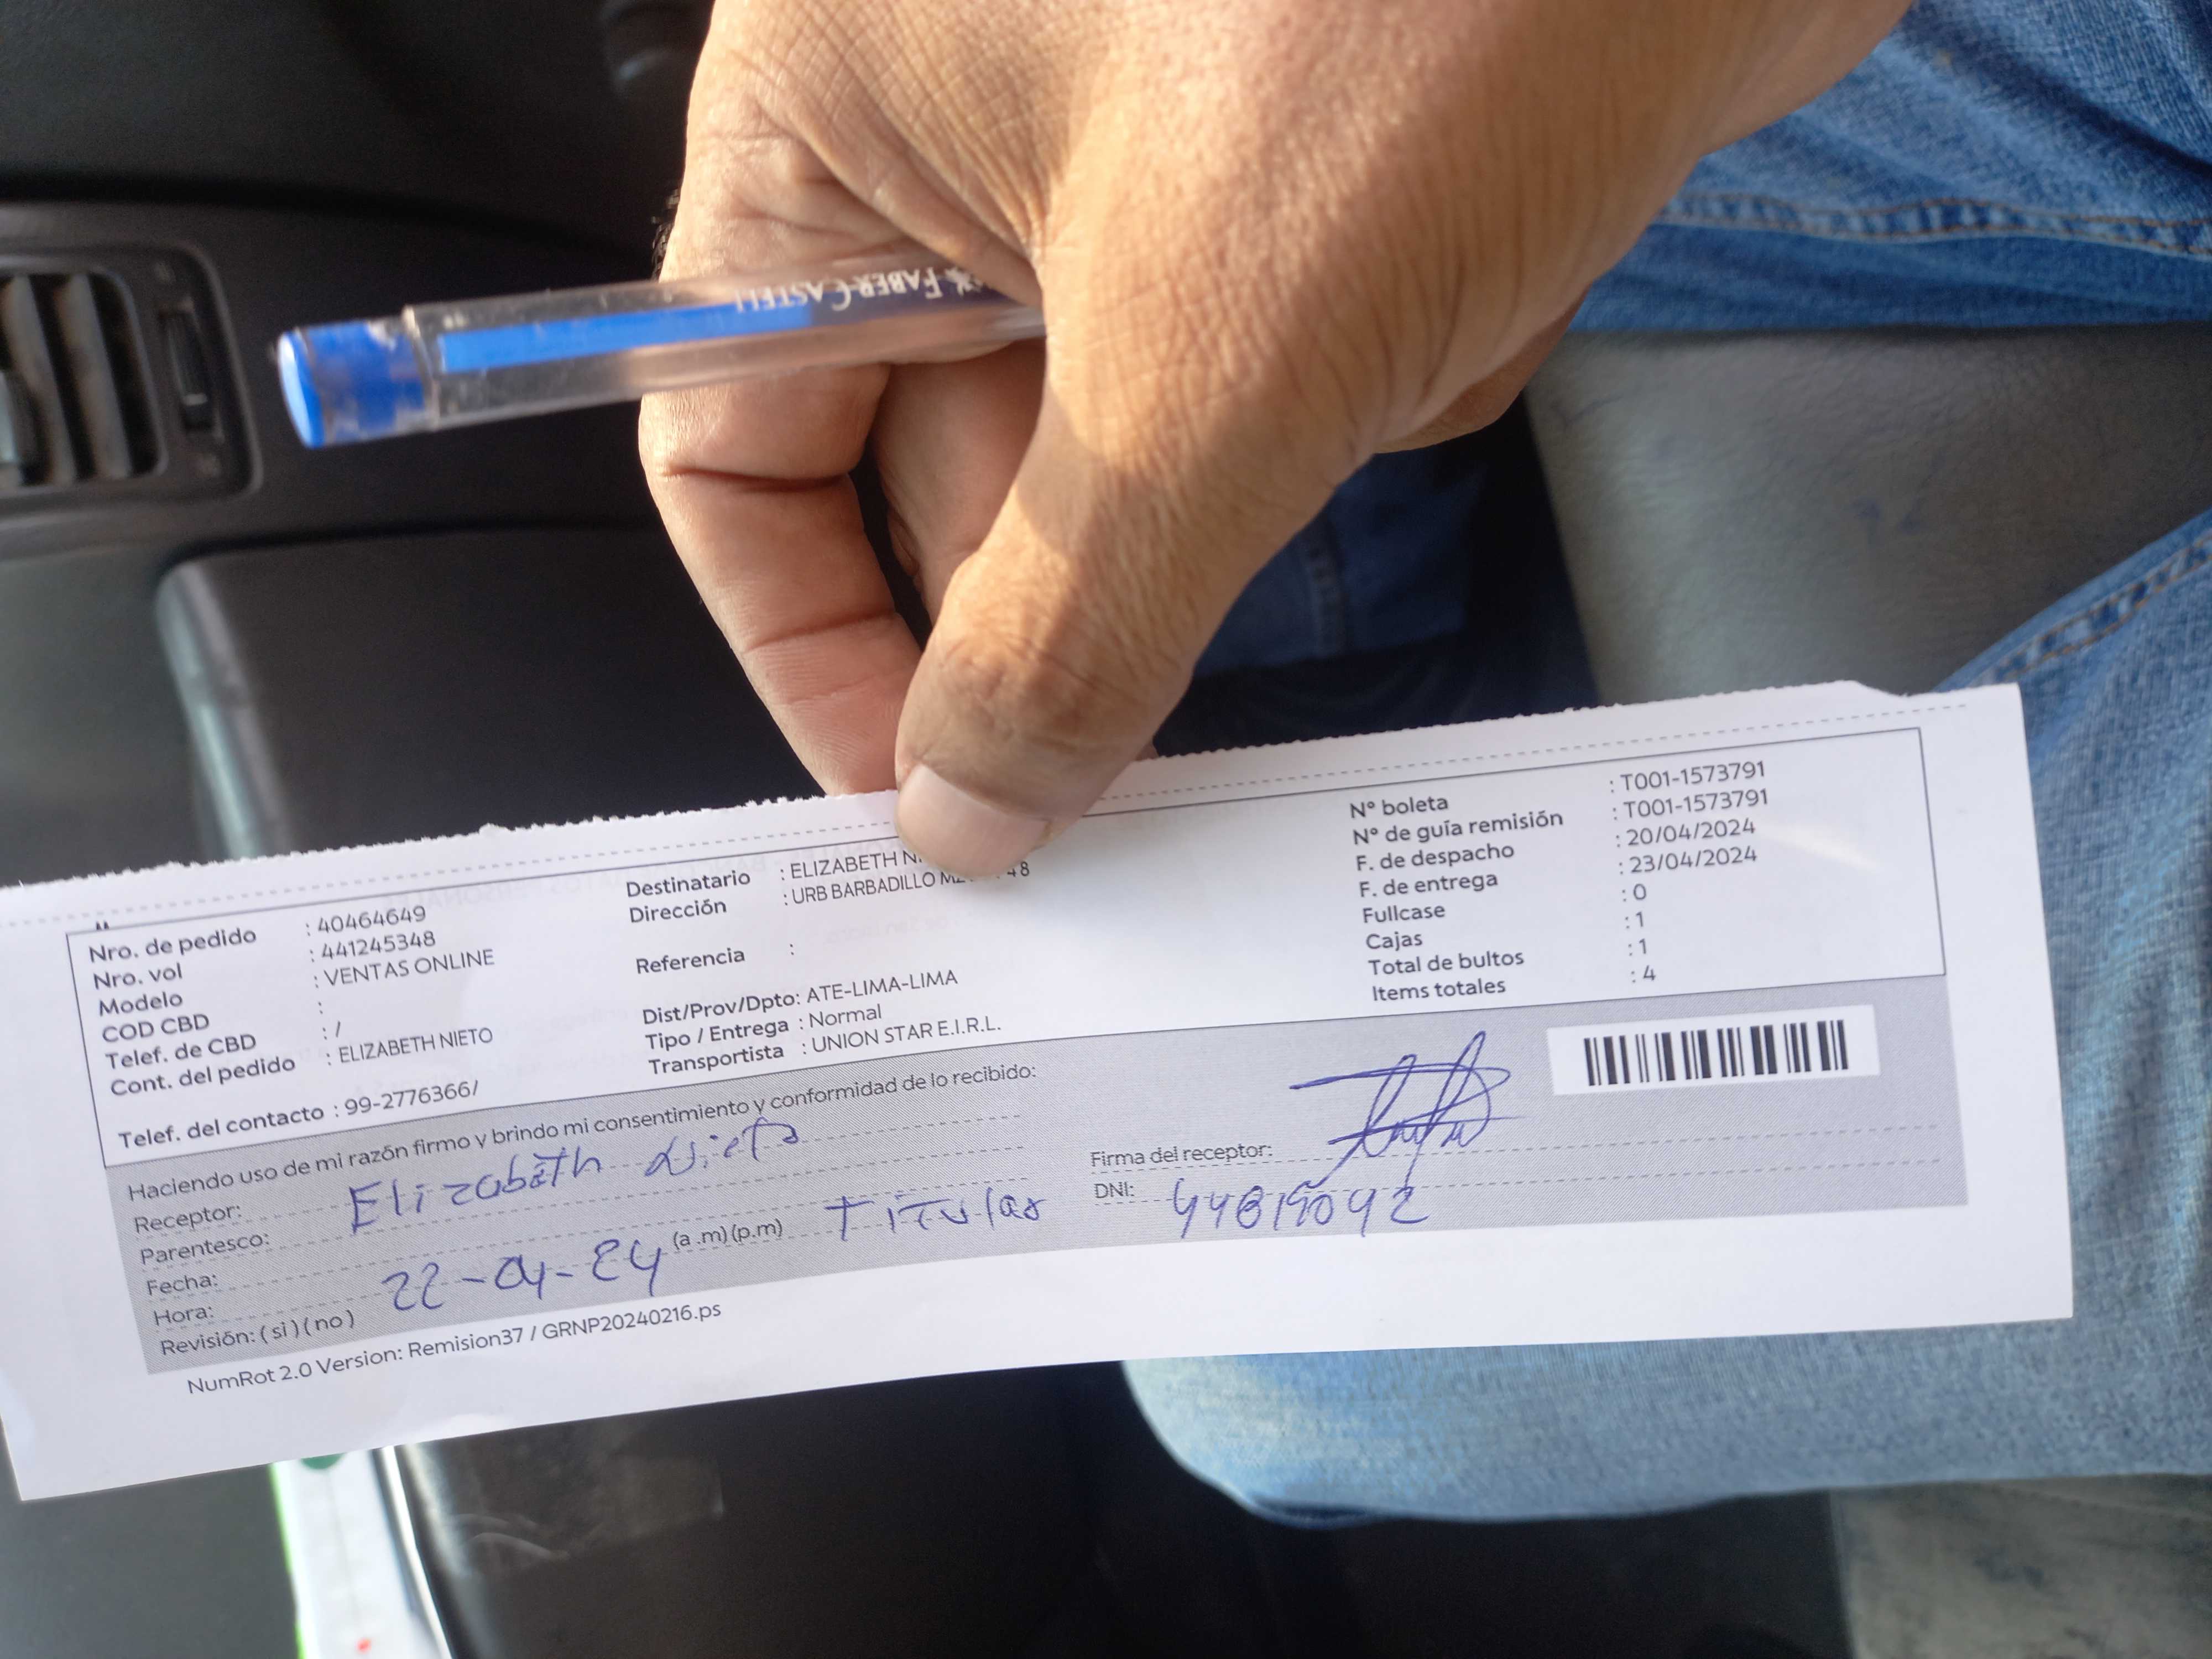 FABER-CASTELL
Nro. de pedido : 40464649
Nro. vol : 441245348
Modelo : VENTAS ONLINE
COD CBD :
Telef. de CBD : /
Cont. del pedido : ELIZABETH NIETO
Telef. del contacto : 99-2776366/
Destinatario : ELIZABETH
Dirección : URB BARBADILLO 48
Referencia :
Dist/Prov/Dpto: ATE-LIMA-LIMA
Tipo / Entrega : Normal
Transportista : UNION STAR E.I.R.L.
N° boleta : T001-1573791
N° de guía remisión : T001-1573791
F. de despacho : 20/04/2024
F. de entrega : 23/04/2024
Fullcase : 0
Cajas : 1
Total de bultos : 1
Items totales : 4
Haciendo uso de mi razón firmo y brindo mi consentimiento y conformidad de lo recibido:
Receptor: Elizabeth Nieto
Parentesco: Titular
Fecha: 22-04-24
Hora: (a .m) (p.m)
Revisión: ( si ) ( no )
Firma del receptor:
DNI:
NumRot 2.0 Version: Remision37 / GRNP20240216.ps